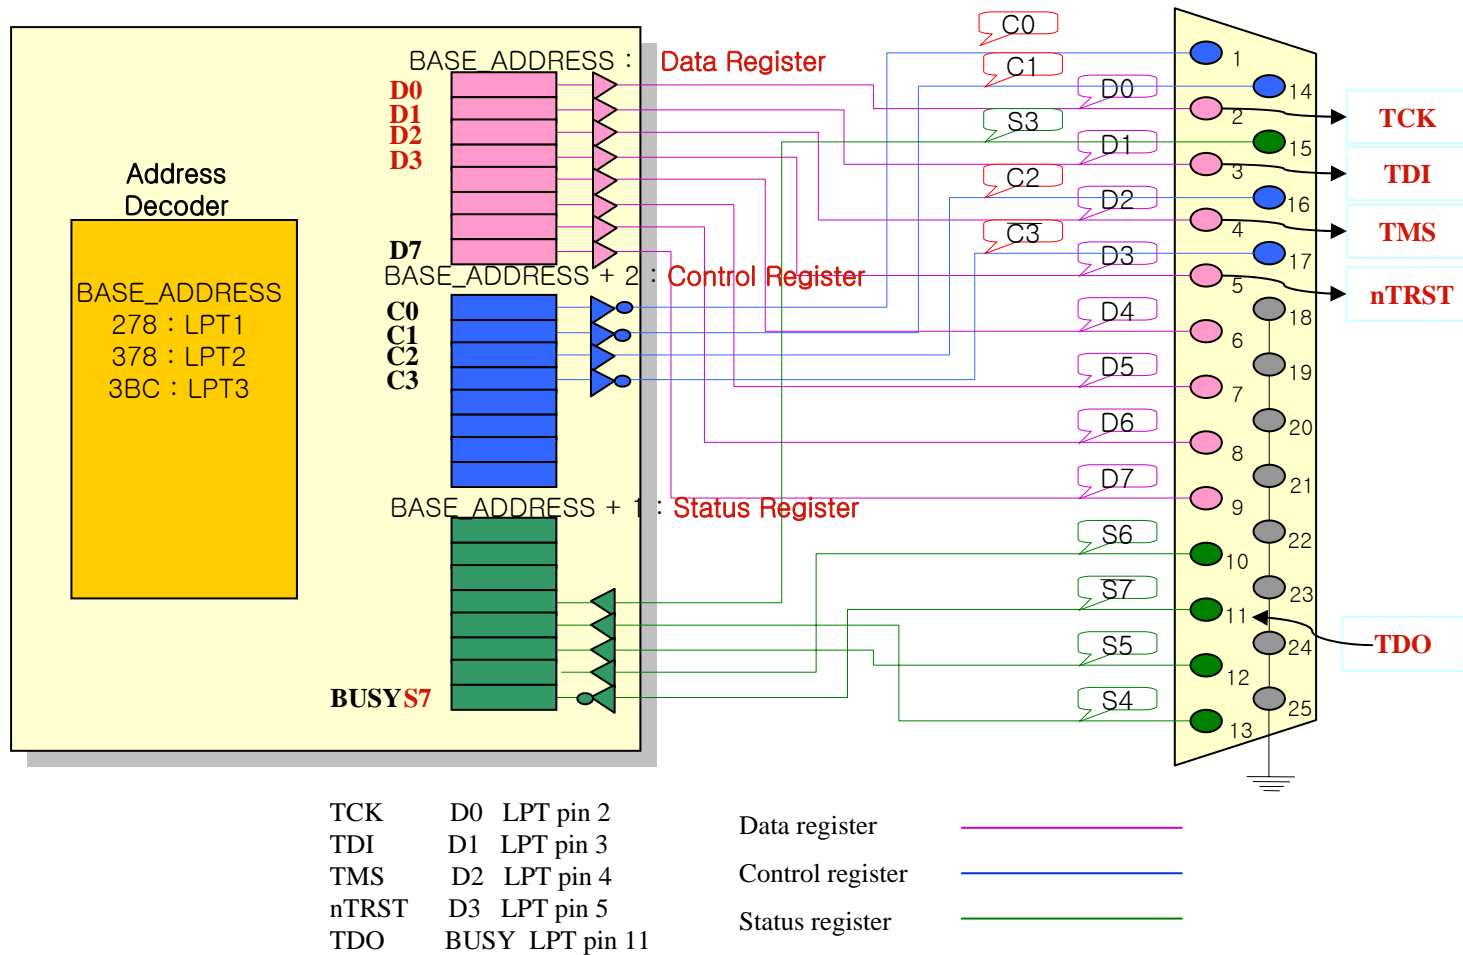 BASE_ADDRESS : Data Register
D0
D1
D2
D3
D7
Address
Decoder
BASE_ADDRESS
278 : LPT1
378 : LPT2
3BC : LPT3
BASE_ADDRESS + 2 : Control Register
C0
C1
C2
C3
BASE_ADDRESS + 1 : Status Register
BUSY S7
C0
C1
D0
S3
D1
C2
D2
C3
D3
D4
D5
D6
D7
S6
S7
S5
S4
1
14
2
15
3
16
4
17
5
18
6
19
7
20
8
21
9
22
10
23
11
24
12
25
13
TCK
TDI
TMS
nTRST
TDO
TCK D0 LPT pin 2
TDI D1 LPT pin 3
TMS D2 LPT pin 4
nTRST D3 LPT pin 5
TDO BUSY LPT pin 11
Data register
Control register
Status register